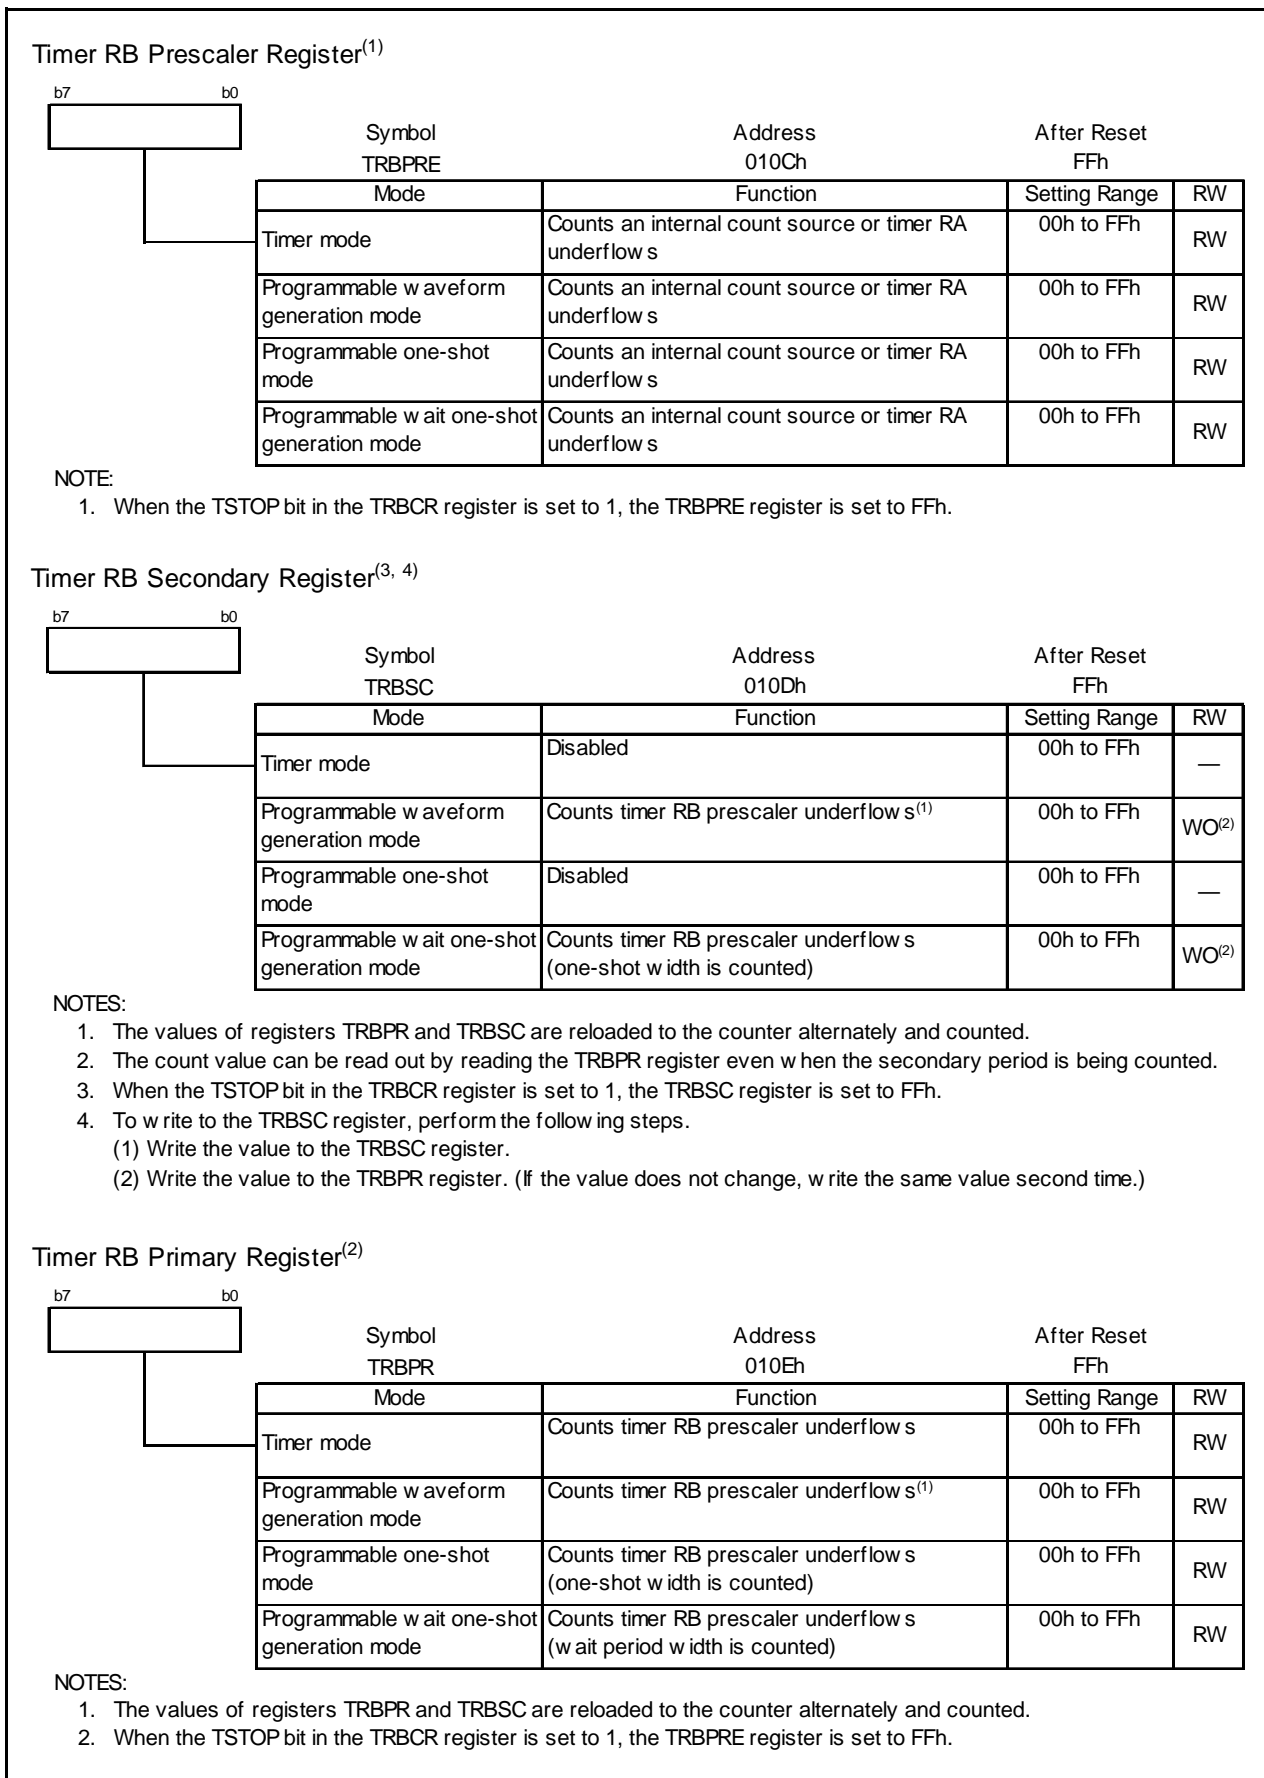 Timer RB Prescaler Register(1)
b7 b0
Symbol Address After Reset
TRBPRE 010Ch FFh
Mode Function Setting Range RW
Timer mode Counts an internal count source or timer RA underflows 00h to FFh RW
Programmable waveform generation mode Counts an internal count source or timer RA underflows 00h to FFh RW
Programmable one-shot mode Counts an internal count source or timer RA underflows 00h to FFh RW
Programmable wait one-shot generation mode Counts an internal count source or timer RA underflows 00h to FFh RW
NOTE:
1. When the TSTOP bit in the TRBCR register is set to 1, the TRBPRE register is set to FFh.
Timer RB Secondary Register(3, 4)
b7 b0
Symbol Address After Reset
TRBSC 010Dh FFh
Mode Function Setting Range RW
Timer mode Disabled 00h to FFh —
Programmable waveform generation mode Counts timer RB prescaler underflows(1) 00h to FFh WO(2)
Programmable one-shot mode Disabled 00h to FFh —
Programmable wait one-shot generation mode Counts timer RB prescaler underflows (one-shot width is counted) 00h to FFh WO(2)
NOTES:
1. The values of registers TRBPR and TRBSC are reloaded to the counter alternately and counted.
2. The count value can be read out by reading the TRBPR register even when the secondary period is being counted.
3. When the TSTOP bit in the TRBCR register is set to 1, the TRBSC register is set to FFh.
4. To write to the TRBSC register, perform the following steps.
(1) Write the value to the TRBSC register.
(2) Write the value to the TRBPR register. (If the value does not change, write the same value second time.)
Timer RB Primary Register(2)
b7 b0
Symbol Address After Reset
TRBPR 010Eh FFh
Mode Function Setting Range RW
Timer mode Counts timer RB prescaler underflows 00h to FFh RW
Programmable waveform generation mode Counts timer RB prescaler underflows(1) 00h to FFh RW
Programmable one-shot mode Counts timer RB prescaler underflows (one-shot width is counted) 00h to FFh RW
Programmable wait one-shot generation mode Counts timer RB prescaler underflows (wait period width is counted) 00h to FFh RW
NOTES:
1. The values of registers TRBPR and TRBSC are reloaded to the counter alternately and counted.
2. When the TSTOP bit in the TRBCR register is set to 1, the TRBPRE register is set to FFh.